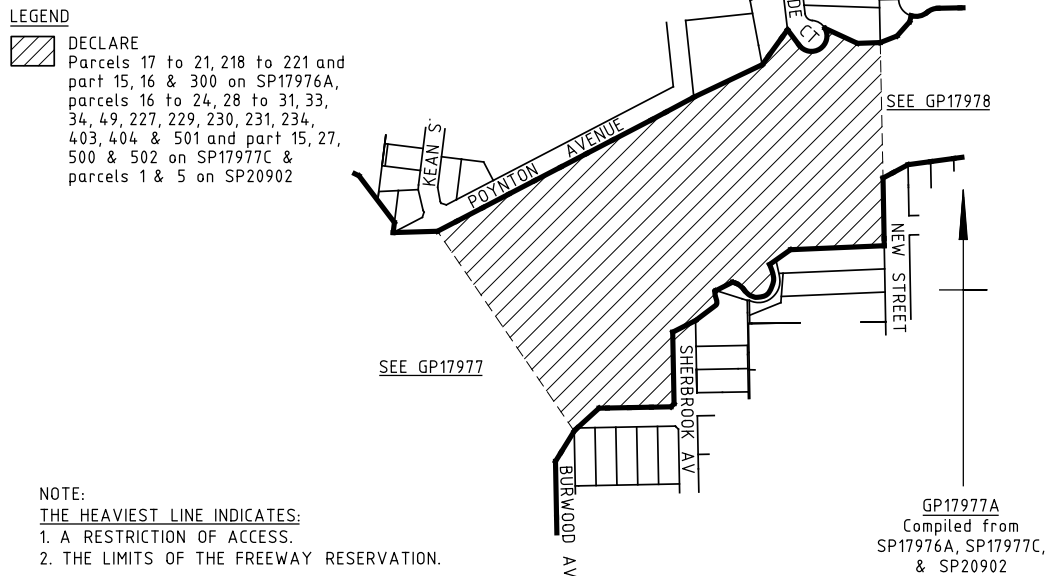 LEGEND
DECLARE
Parcels 17 to 21, 218 to 221 and
part 15, 16 & 300 on SP17976A,
parcels 16 to 24, 28 to 31, 33,
34, 49, 227, 229, 230, 231, 234,
403, 404 & 501 and part 15, 27,
500 & 502 on SP17977C &
parcels 1 & 5 on SP20902
DE CT
SEE GP17978
KEAN S
POYNTON AVENUE
NEW STREET
SEE GP17977
SHERBROOK AV
BURWOOD AV
NOTE:
THE HEAVIEST LINE INDICATES:
1. A RESTRICTION OF ACCESS.
2. THE LIMITS OF THE FREEWAY RESERVATION.
GP17977A
Compiled from
SP17976A, SP17977C,
& SP20902